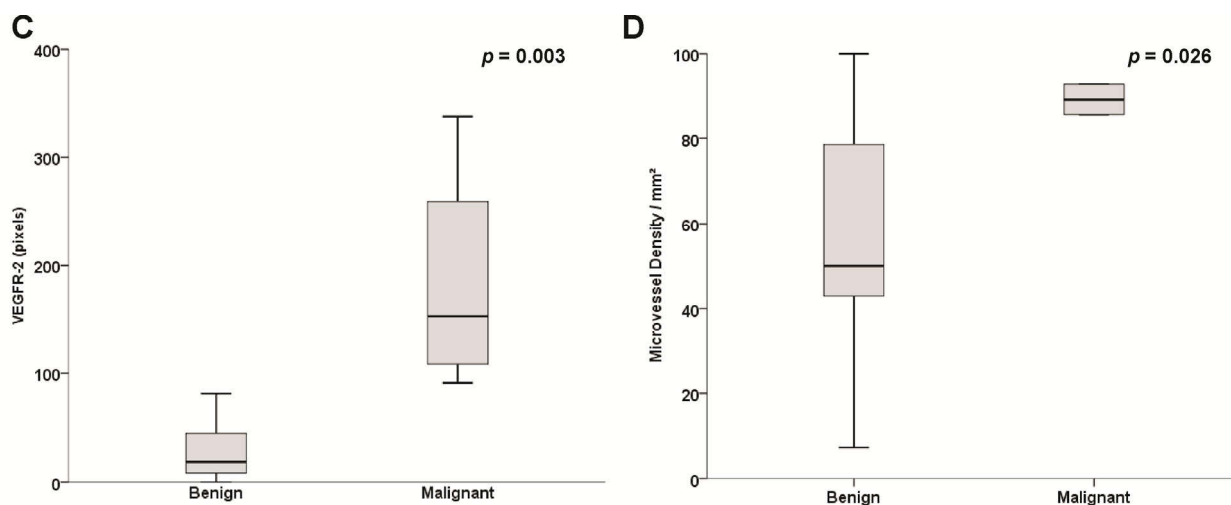 C
p = 0.003
VEGFR-2 (pixels)
400
300
200
100
0
Benign Malignant
D
p = 0.026
Microvessel Density / mm²
100
80
60
40
20
0
Benign Malignant